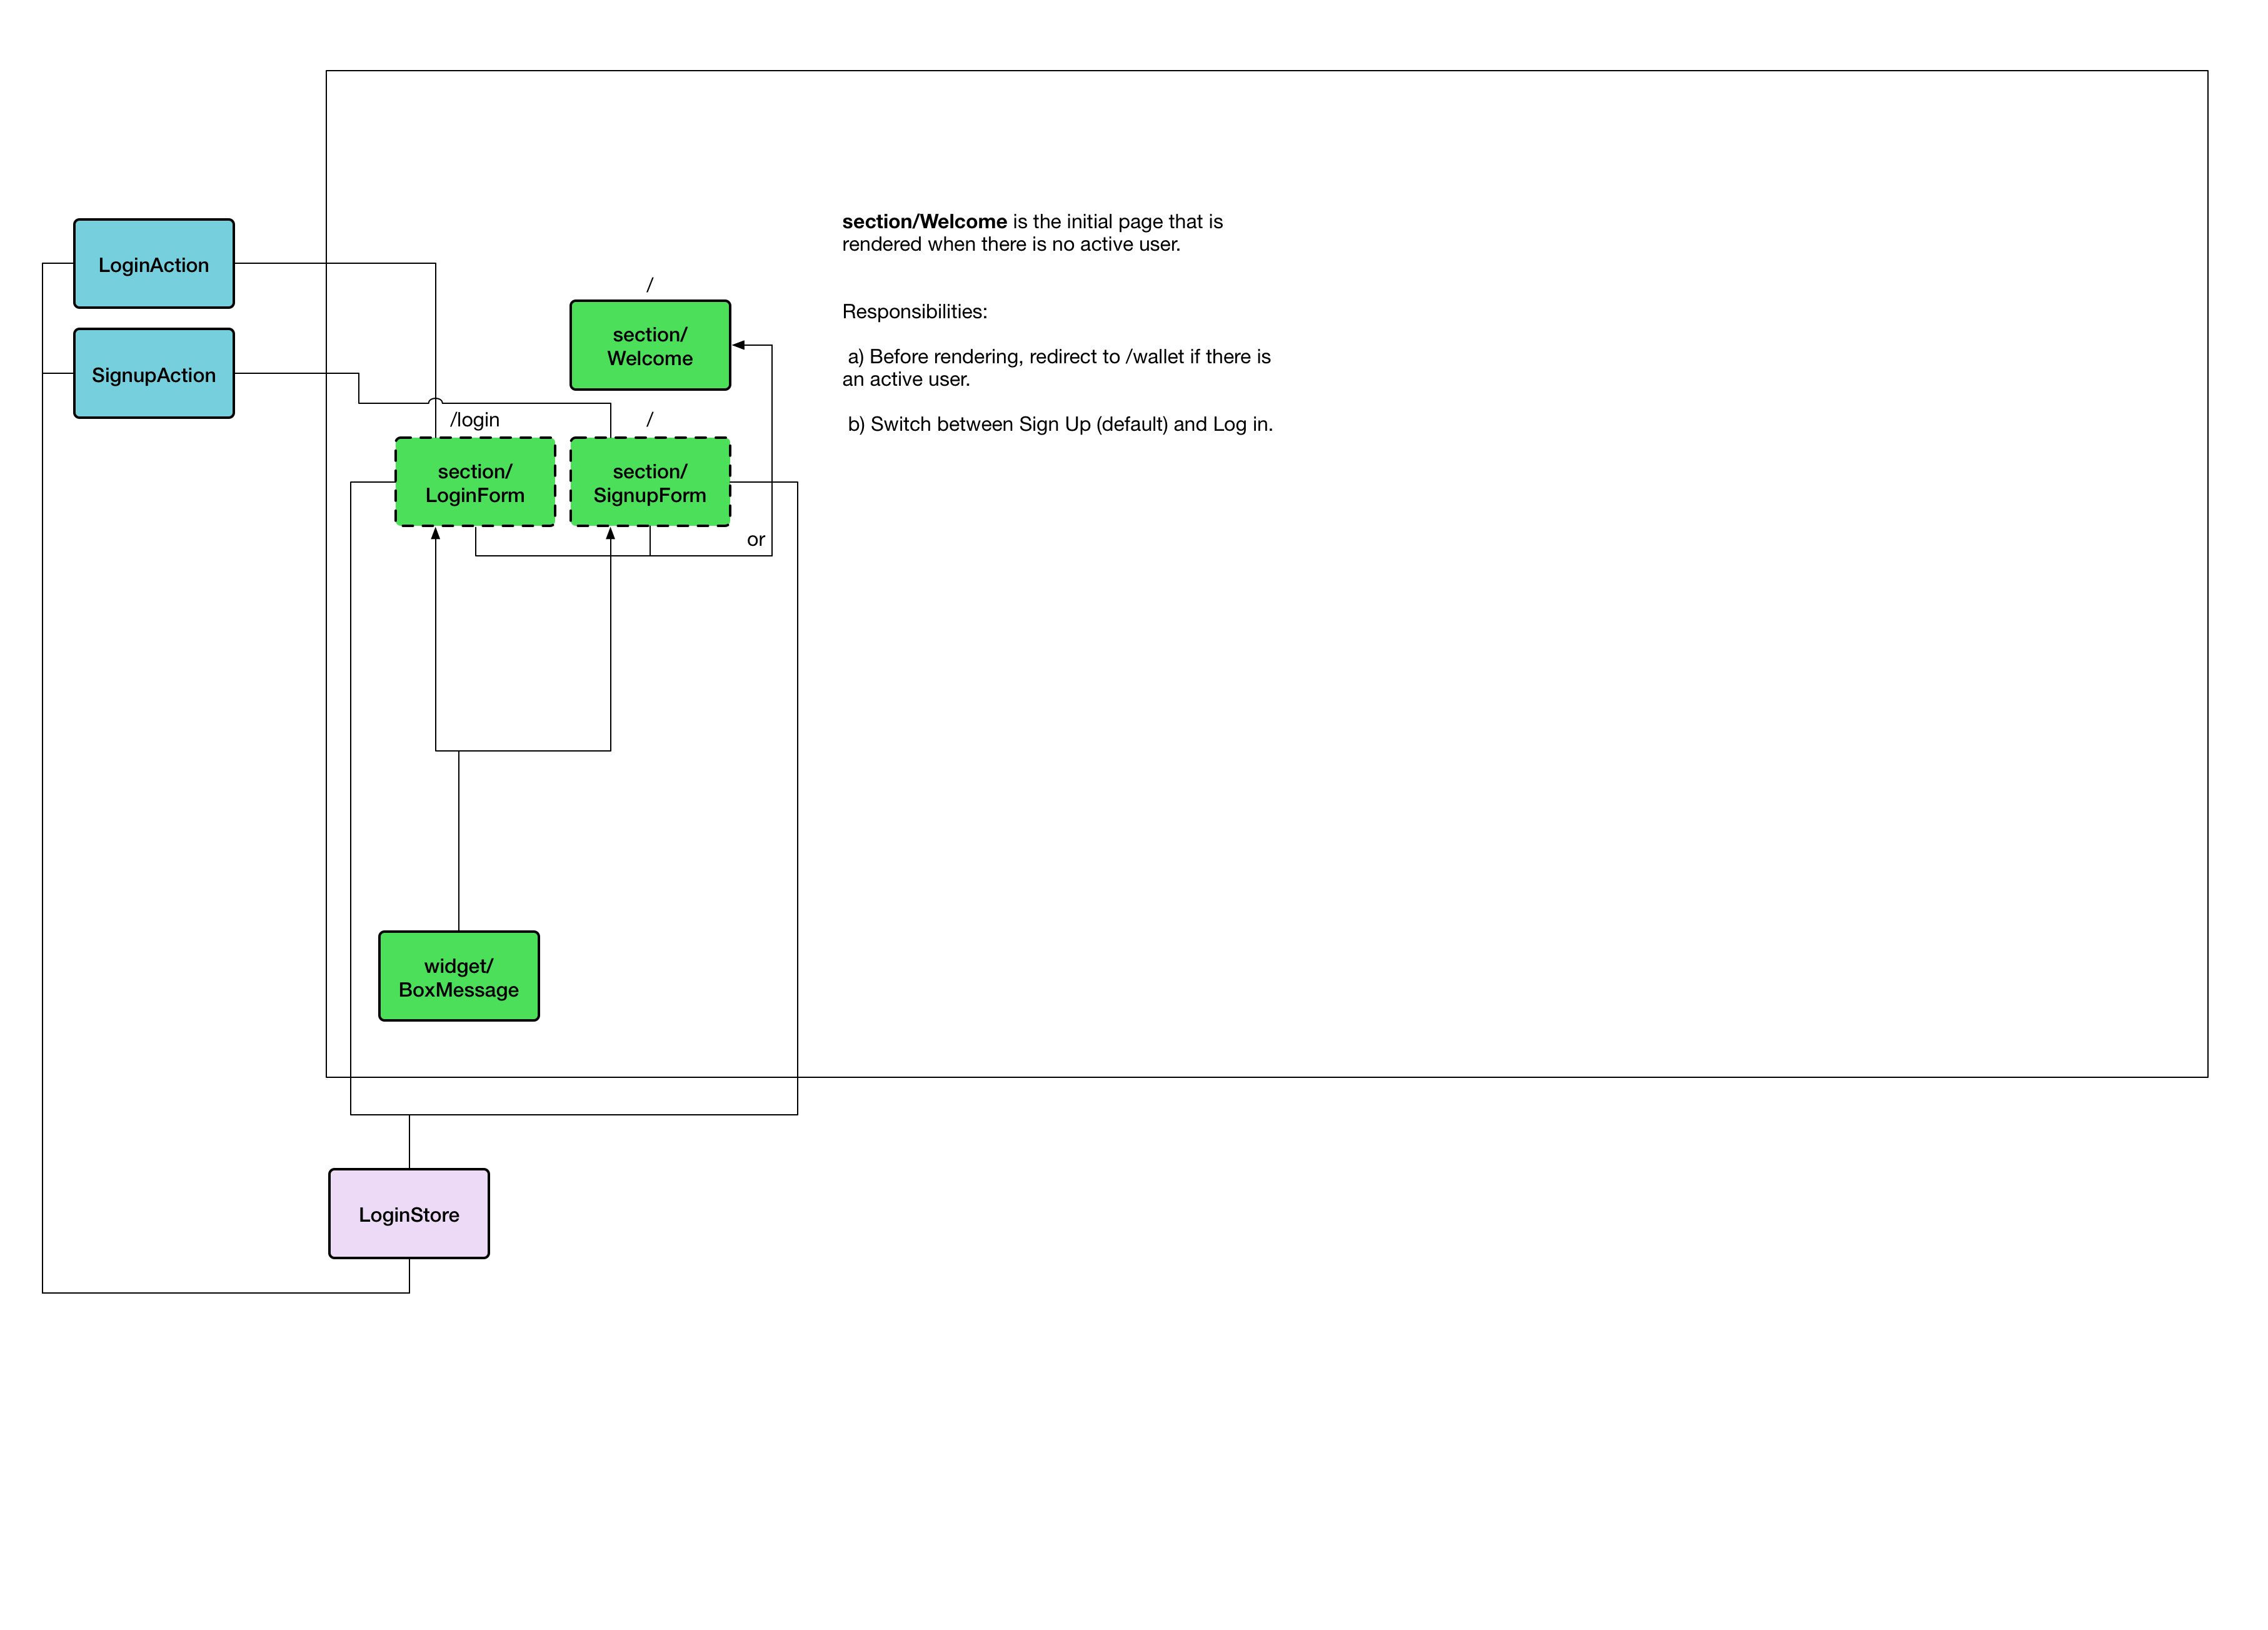 section/Welcome is the initial page that is
rendered when there is no active user.
LoginAction
/
Responsibilities:
section/
Welcome
a) Before rendering, redirect to /wallet if there is
an active user.
SignupAction
/login
/
b) Switch between Sign Up (default) and Log in.
section/
LoginForm
section/
SignupForm
or
widget/
BoxMessage
LoginStore